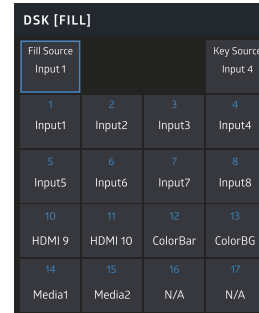 DSK [FILL]
Fill Source Key Source
Input 1 Input 4
1 2 3 4
Input1 Input2 Input3 Input4
5 6 7 8
Input5 Input6 Input7 Input8
10 11 12 13
HDMI 9 HDMI 10 ColorBar ColorBG
14 15 16 17
Media1 Media2 N/A N/A